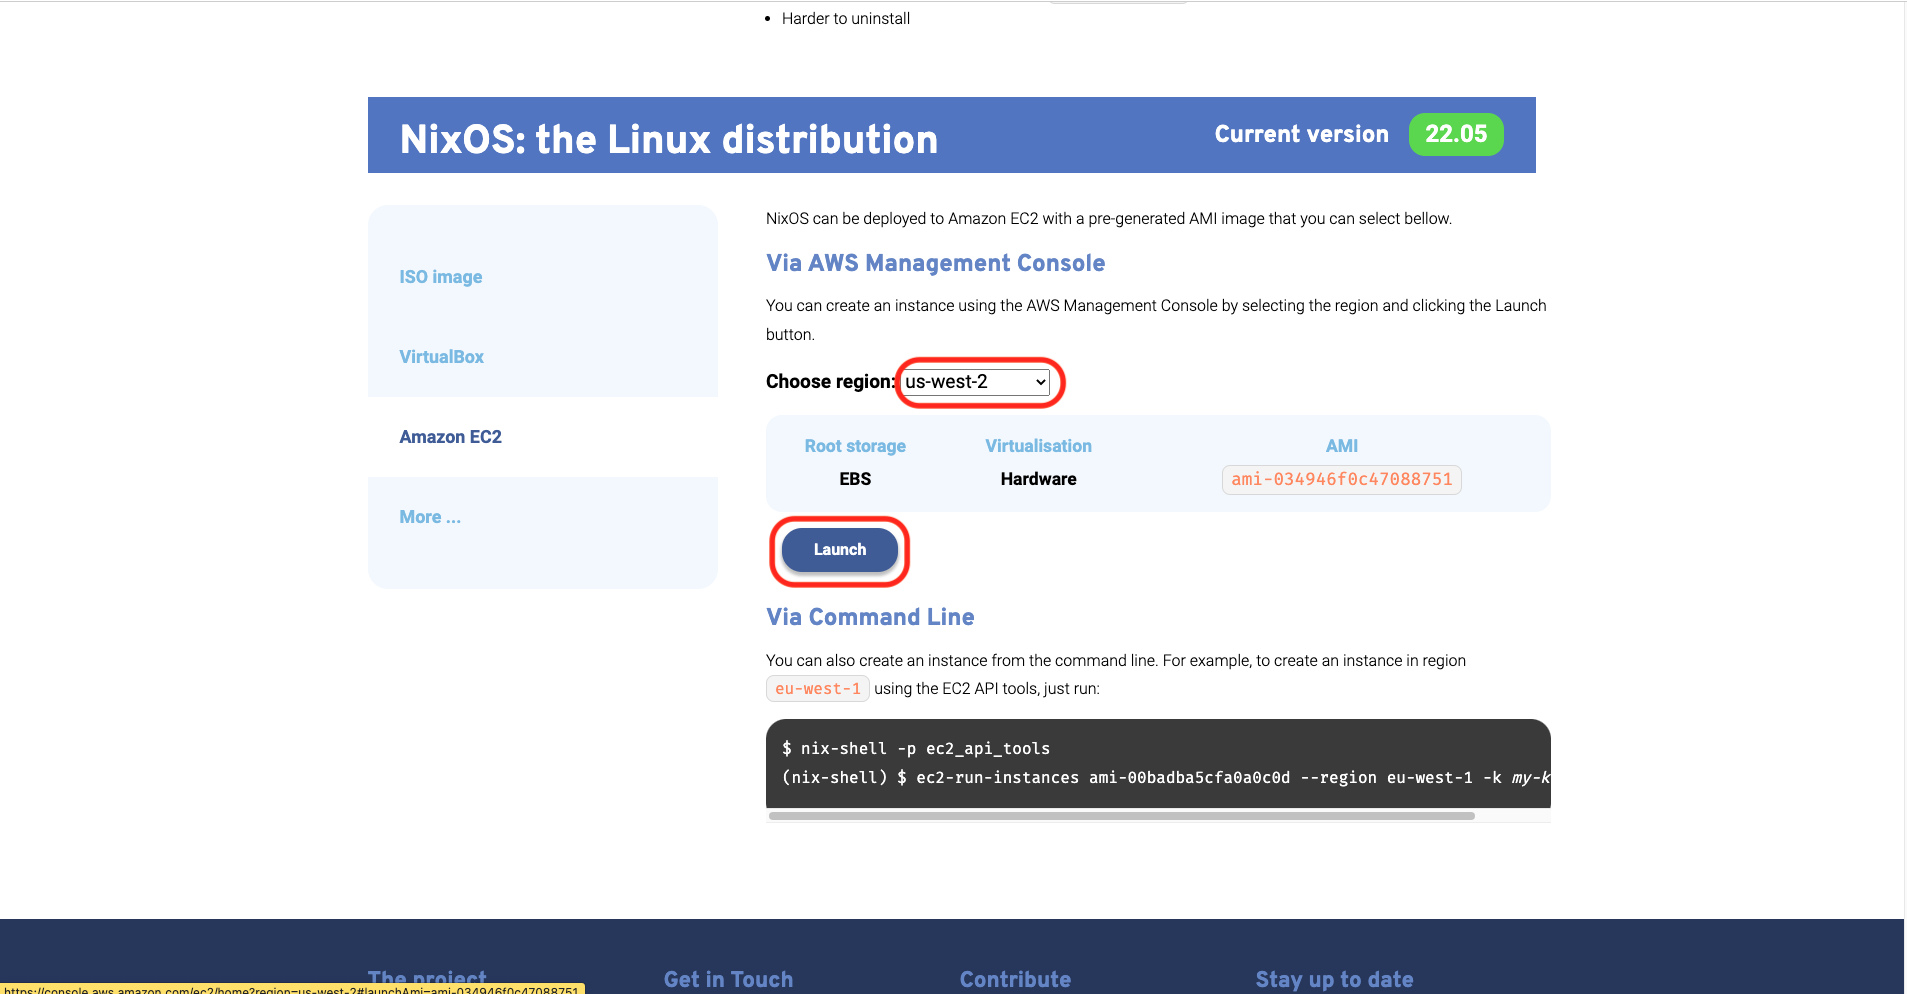 Harder to uninstall
NixOS: the Linux distribution
Current version 22.05
ISO image
VirtualBox
Amazon EC2
More ...
NixOS can be deployed to Amazon EC2 with a pre-generated AMI image that you can select bellow.
Via AWS Management Console
You can create an instance using the AWS Management Console by selecting the region and clicking the Launch
button.
Choose region: us-west-2
Root storage Virtualisation AMI
EBS Hardware ami-034946f0c47088751
Launch
Via Command Line
You can also create an instance from the command line. For example, to create an instance in region
eu-west-1 using the EC2 API tools, just run:
$ nix-shell -p ec2_api_tools
(nix-shell) $ ec2-run-instances ami-00badba5cfa0a0c0d --region eu-west-1 -k my-k
The project Get in Touch Contribute Stay up to date
https://console.aws.amazon.com/ec2/home?region=us-west-2#launchAmi=ami-034946f0c47088751